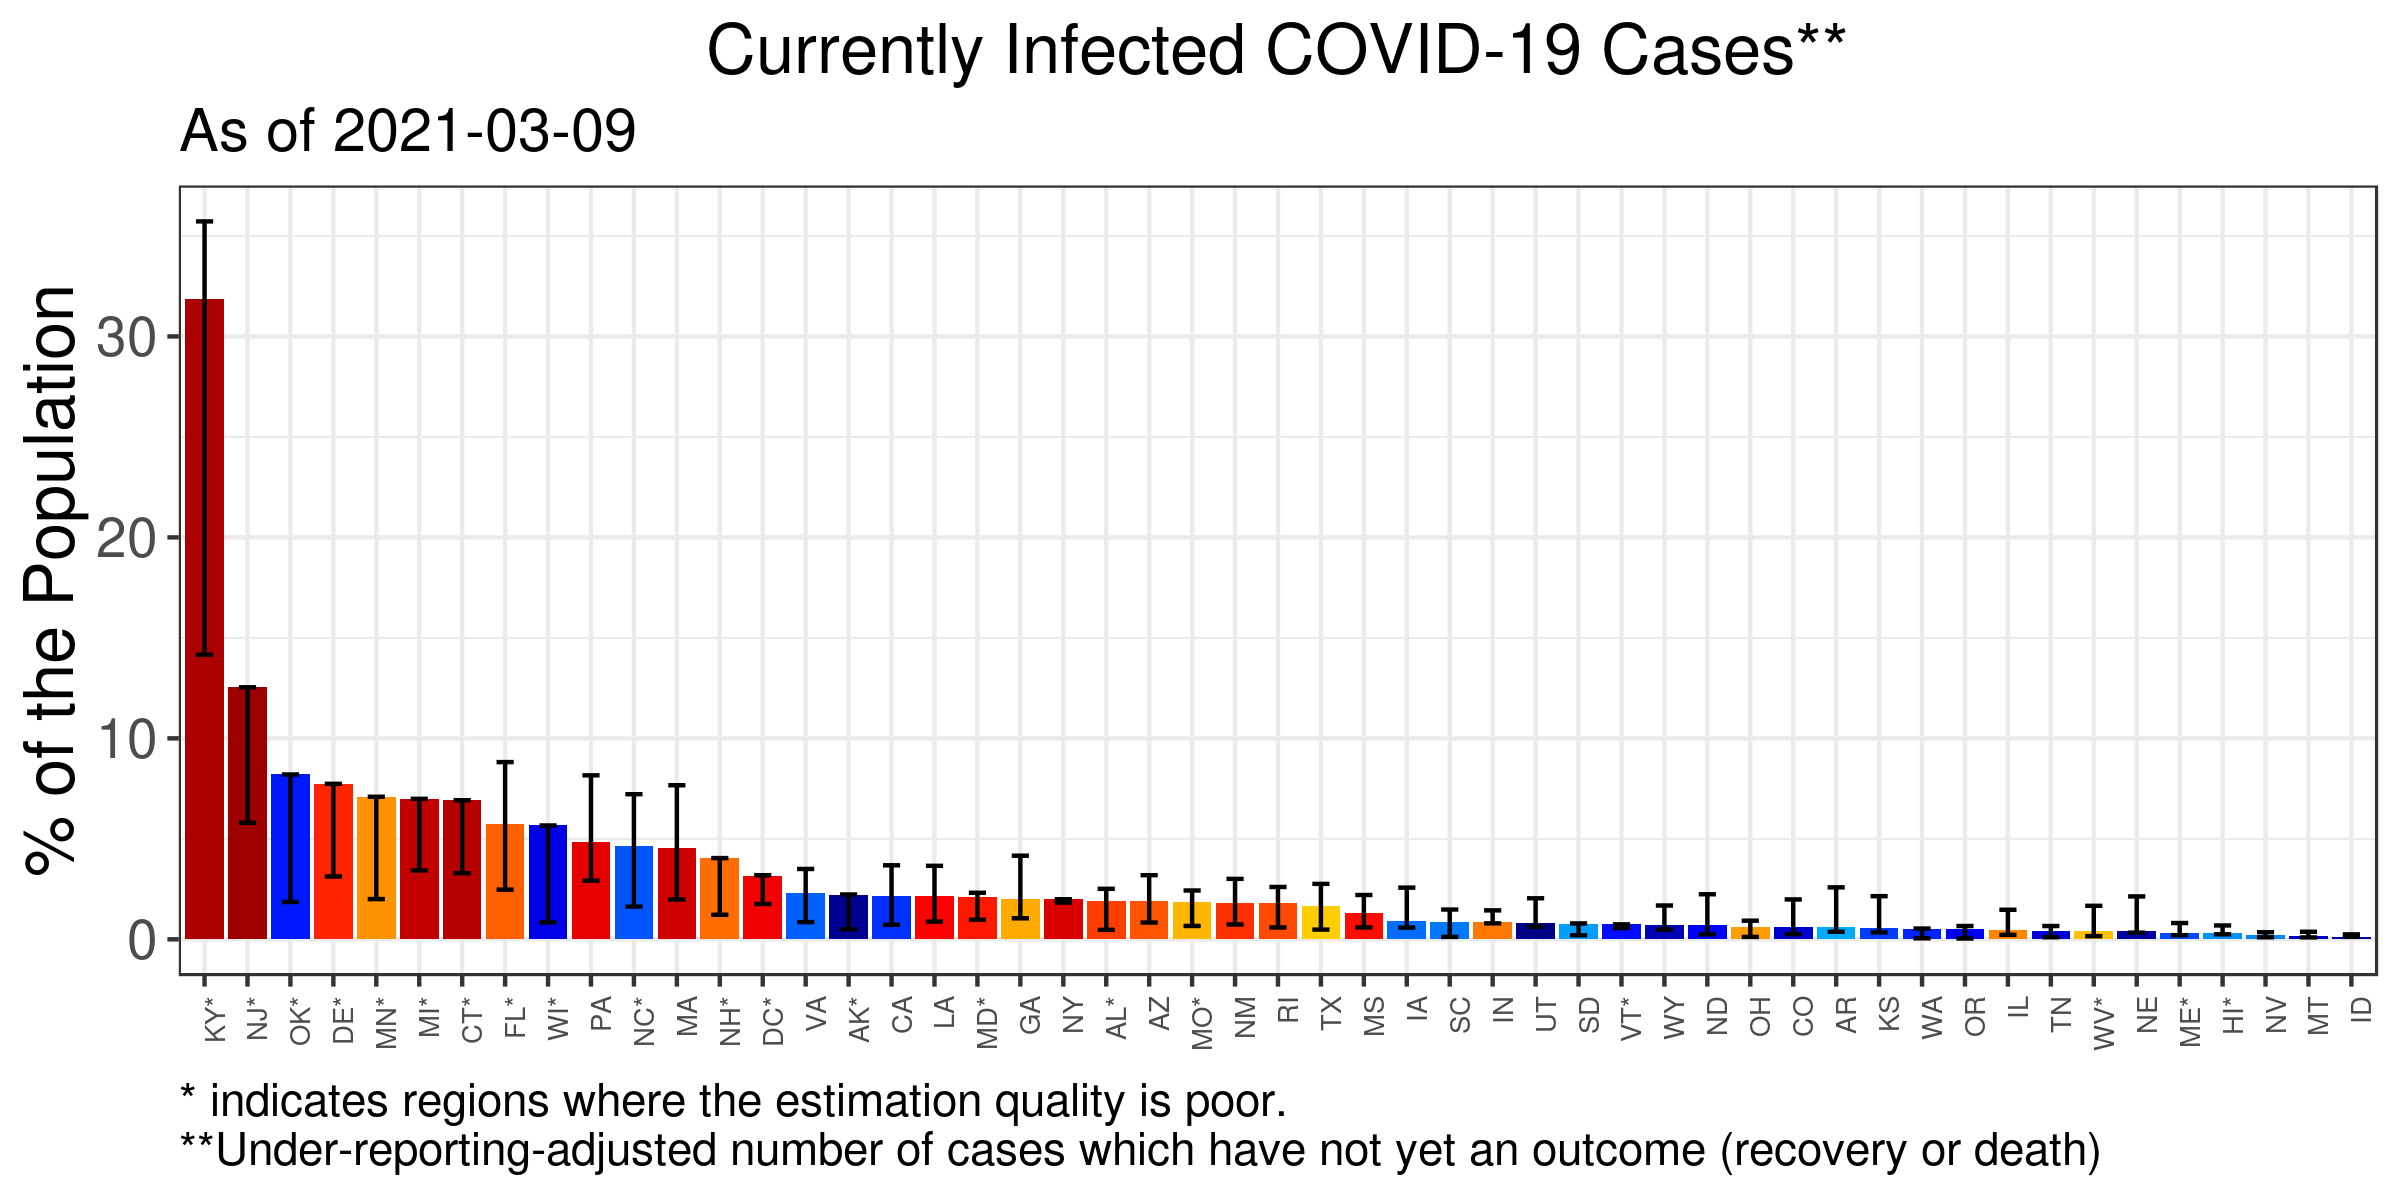 Currently Infected COVID-19 Cases**
As of 2021-03-09
% of the Population
30
20
10
0
KY* NJ* OK* DE* MN* MI* CT* FL* WI* PA NC* MA NH* DC* VA AK* CA LA MD* GA NY AL* AZ MO* NM RI TX MS IA SC IN UT SD VT* WY ND OH CO AR KS WA OR IL TN WV* NE ME* HI* NV MT ID
* indicates regions where the estimation quality is poor.
**Under-reporting-adjusted number of cases which have not yet an outcome (recovery or death)